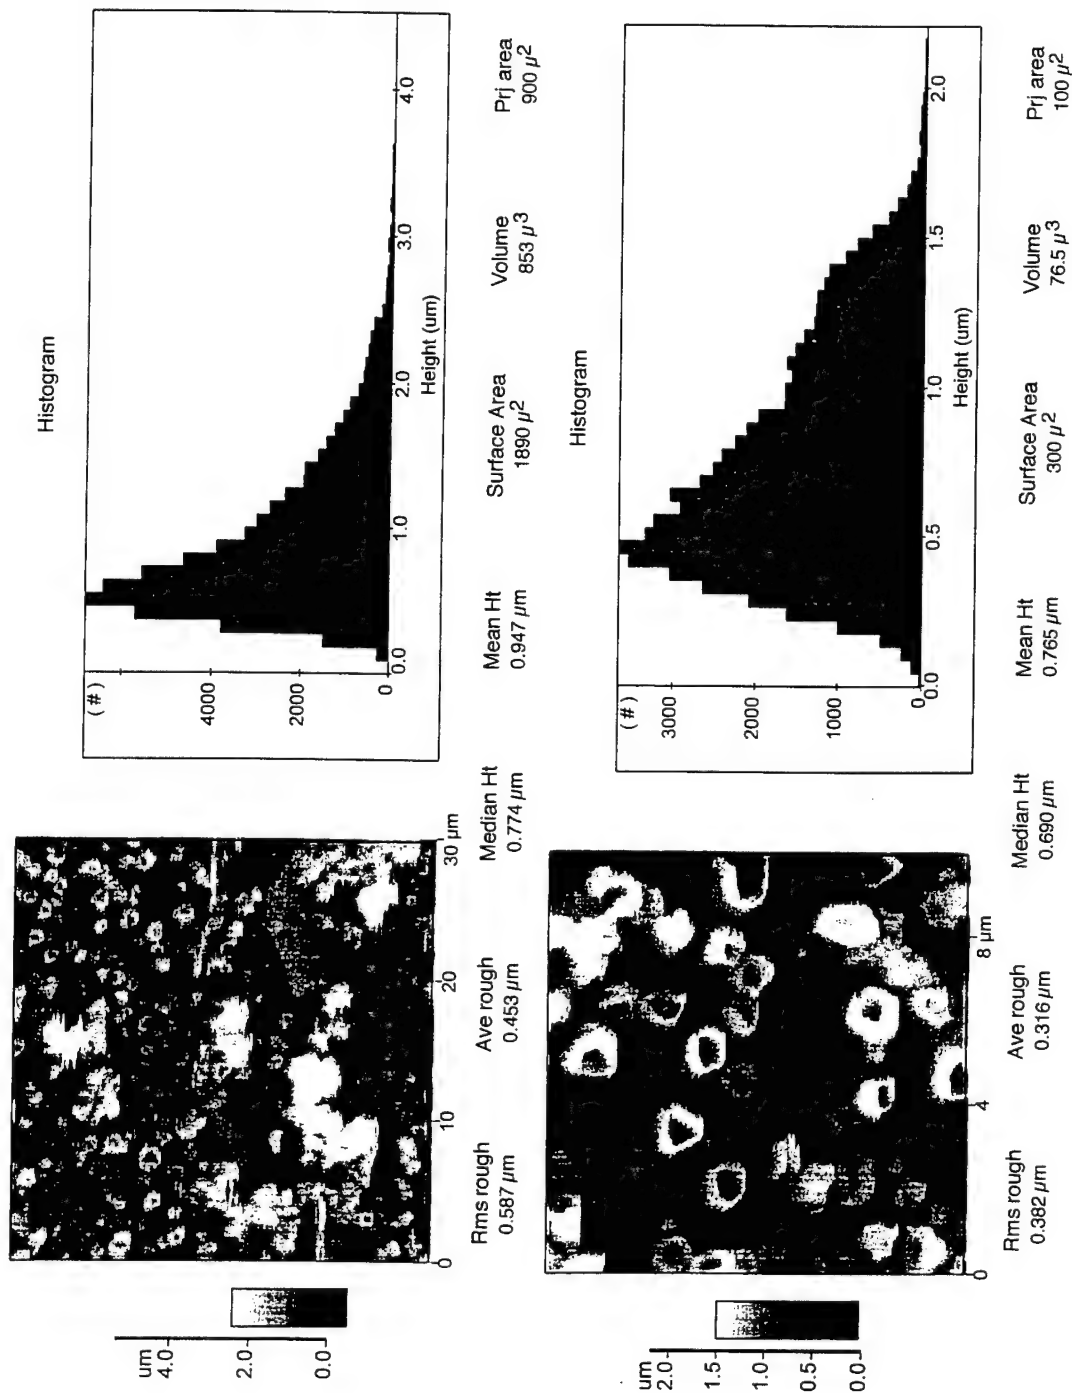 um
4.0
2.0
0.0
0
10
20
30 µm
Histogram
(#)
4000
2000
0
0.0
1.0
2.0
3.0
4.0
Height (um)
Rms rough
0.587 µm
Ave rough
0.453 µm
Median Ht
0.774 µm
Mean Ht
0.947 µm
Surface Area
1890 µ2
Volume
853 µ3
Prj area
900 µ2
um
2.0
1.5
1.0
0.5
0.0
0
4
8 µm
Histogram
(#)
3000
2000
1000
0
0.0
0.5
1.0
1.5
2.0
Height (um)
Rms rough
0.382 µm
Ave rough
0.316 µm
Median Ht
0.690 µm
Mean Ht
0.765 µm
Surface Area
300 µ2
Volume
76.5 µ3
Prj area
100 µ2